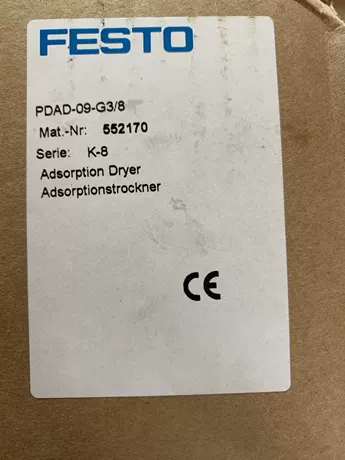 FESTO
PDAD-09-G3/8
Mat.-Nr: 552170
Serie: K-8
Adsorption Dryer
Adsorptionstrockner
CE